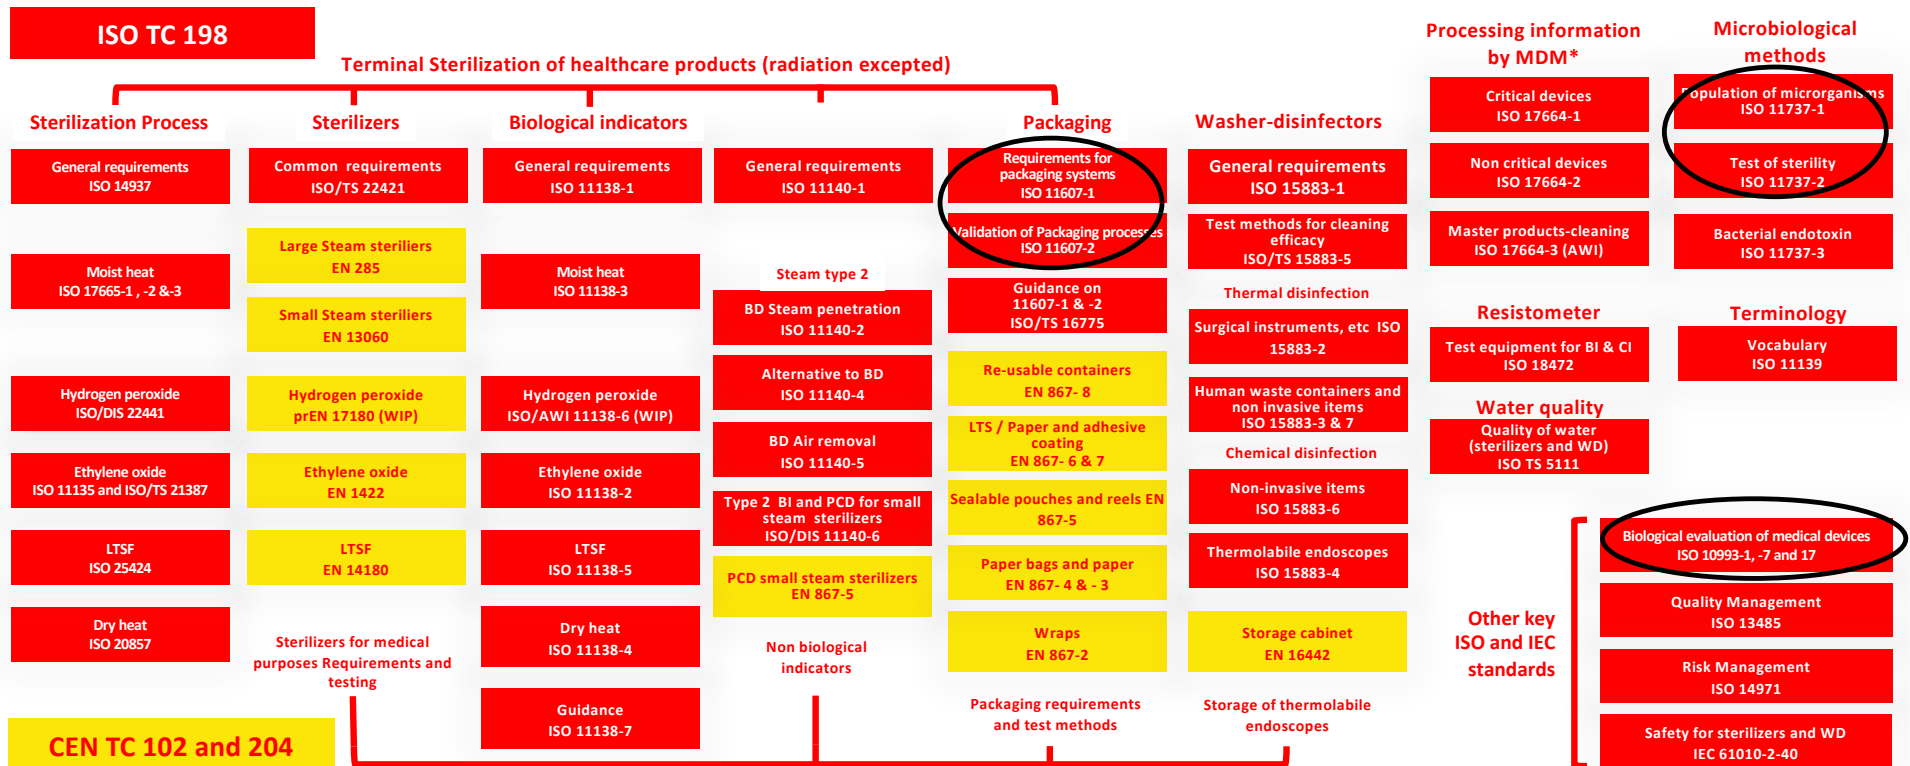 ISO TC 198
Terminal Sterilization of healthcare products (radiation excepted)
Sterilization Process
General requirements
ISO 14937
Moist heat
ISO 17665-1 , -2 &-3
Hydrogen peroxide
ISO/DIS 22441
Ethylene oxide
ISO 11135 and ISO/TS 21387
LTSF
ISO 25424
Dry heat
ISO 20857
Sterilizers
Common requirements
ISO/TS 22421
Large Steam steriliers
EN 285
Small Steam steriliers
EN 13060
Hydrogen peroxide
prEN 17180 (WIP)
Ethylene oxide
EN 1422
LTSF
EN 14180
Sterilizers for medical
purposes Requirements and
testing
Biological indicators
General requirements
ISO 11138-1
Moist heat
ISO 11138-3
Hydrogen peroxide
ISO/AWI 11138-6 (WIP)
Ethylene oxide
ISO 11138-2
LTSF
ISO 11138-5
Dry heat
ISO 11138-4
Guidance
ISO 11138-7
General requirements
ISO 11140-1
Steam type 2
BD Steam penetration
ISO 11140-2
Alternative to BD
ISO 11140-4
BD Air removal
ISO 11140-5
Type 2 BI and PCD for small
steam sterilizers
ISO/DIS 11140-6
PCD small steam sterilizers
EN 867-5
Non biological
indicators
Packaging
Requirements for
packaging systems
ISO 11607-1
Validation of Packaging processes
ISO 11607-2
Guidance on
11607-1 & -2
ISO/TS 16775
Re-usable containers
EN 867- 8
LTS / Paper and adhesive
coating
EN 867- 6 & 7
Sealable pouches and reels EN
867-5
Paper bags and paper
EN 867- 4 & - 3
Wraps
EN 867-2
Packaging requirements
and test methods
Washer-disinfectors
General requirements
ISO 15883-1
Test methods for cleaning
efficacy
ISO/TS 15883-5
Thermal disinfection
Surgical instruments, etc ISO
15883-2
Human waste containers and
non invasive items
ISO 15883-3 & 7
Chemical disinfection
Non-invasive items
ISO 15883-6
Thermolabile endoscopes
ISO 15883-4
Storage cabinet
EN 16442
Storage of thermolabile
endoscopes
Processing information
by MDM*
Critical devices
ISO 17664-1
Non critical devices
ISO 17664-2
Master products-cleaning
ISO 17664-3 (AWI)
Resistometer
Test equipment for BI & CI
ISO 18472
Water quality
Quality of water
(sterilizers and WD)
ISO TS 5111
Microbiological
methods
Population of microrganisms
ISO 11737-1
Test of sterility
ISO 11737-2
Bacterial endotoxin
ISO 11737-3
Terminology
Vocabulary
ISO 11139
Other key
ISO and IEC
standards
Biological evaluation of medical devices
ISO 10993-1, -7 and 17
Quality Management
ISO 13485
Risk Management
ISO 14971
Safety for sterilizers and WD
IEC 61010-2-40
CEN TC 102 and 204